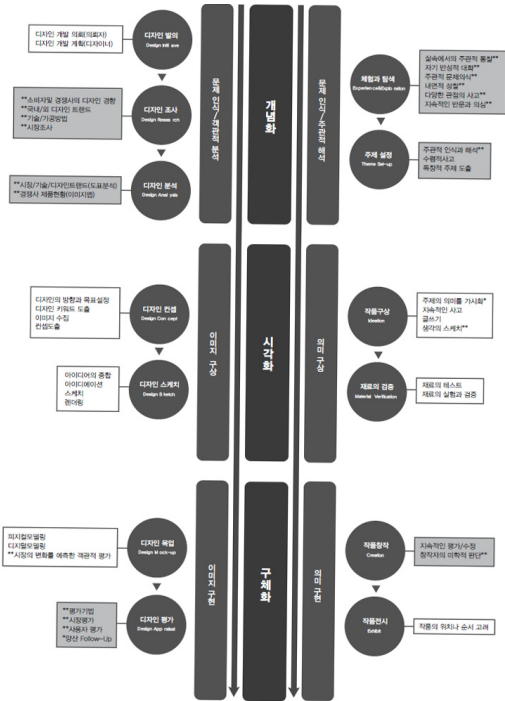 디자인 개발 의뢰(의뢰자)
디자인 개발 계획(디자이너)
디자인 발의
Design Initi ave
**소비자및 경쟁사의 디자인 경향
**국내/외 디자인 트렌드
**기술/가공방법
**시장조사
디자인 조사
Design Resea rch
**시장/기술/디자인트렌드(도표분석)
**경쟁사 제품현황(이미지맵)
디자인 분석
Design Anal ysis
문제 인식/객관적 분석
개념화
문제 인식/주관적 해석
체험과 탐색
Experience&Explo ration
삶속에서의 주관적 통찰**
자기 반성적 대화**
주관적 문제의식**
내면적 성찰**
다양한 관점의 사고**
지속적인 반문과 의심**
주제 설정
Theme Set-up
주관적 인식과 해석**
수렴적사고
독창적 주제 도출
디자인의 방향과 목표설정
디자인 키워드 도출
이미지 수집
컨셉도출
디자인 컨셉
Design Con cept
아이디어의 종합
아이디에이션
스케치
렌더링
디자인 스케치
Design S ketch
이미지 구상
시각화
의미 구상
작품구상
Ideation
주제의 의미를 가시화*
지속적인 사고
글쓰기
생각의 스케치**
재료의 검증
Material Verification
재료의 테스트
재료의 실험과 검증
피지컬모델링
디지털모델링
**시장의 변화를 예측한 객관적 평가
디자인 목업
Design M ock-up
**평가기법
**시장평가
**사용자 평가
*양산 Follow-Up
디자인 평가
Design App raisal
이미지 구현
구체화
의미 구현
작품창작
Creation
지속적인 평가/수정
창작자의 미학적 판단**
작품전시
Exhibit
작품의 위치나 순서 고려